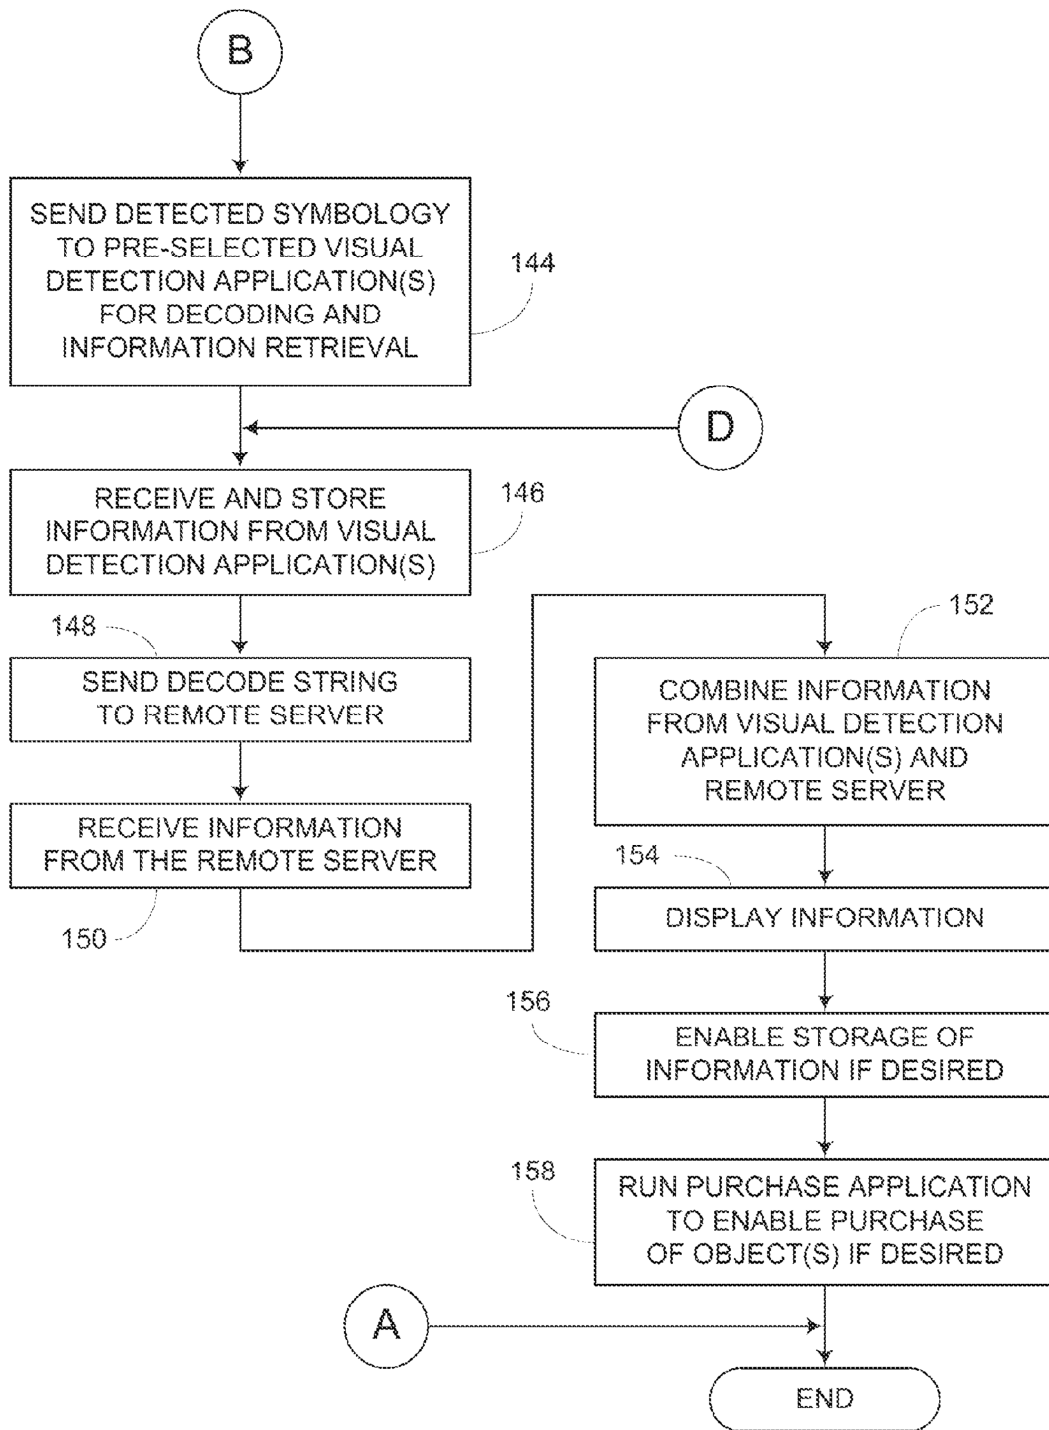 B
SEND DETECTED SYMBOLOGY
TO PRE-SELECTED VISUAL
DETECTION APPLICATION(S)
FOR DECODING AND
INFORMATION RETRIEVAL
144
D
RECEIVE AND STORE
INFORMATION FROM VISUAL
DETECTION APPLICATION(S)
146
148
SEND DECODE STRING
TO REMOTE SERVER
RECEIVE INFORMATION
FROM THE REMOTE SERVER
150
152
COMBINE INFORMATION
FROM VISUAL DETECTION
APPLICATION(S) AND
REMOTE SERVER
154
DISPLAY INFORMATION
156
ENABLE STORAGE OF
INFORMATION IF DESIRED
158
RUN PURCHASE APPLICATION
TO ENABLE PURCHASE
OF OBJECT(S) IF DESIRED
A
END